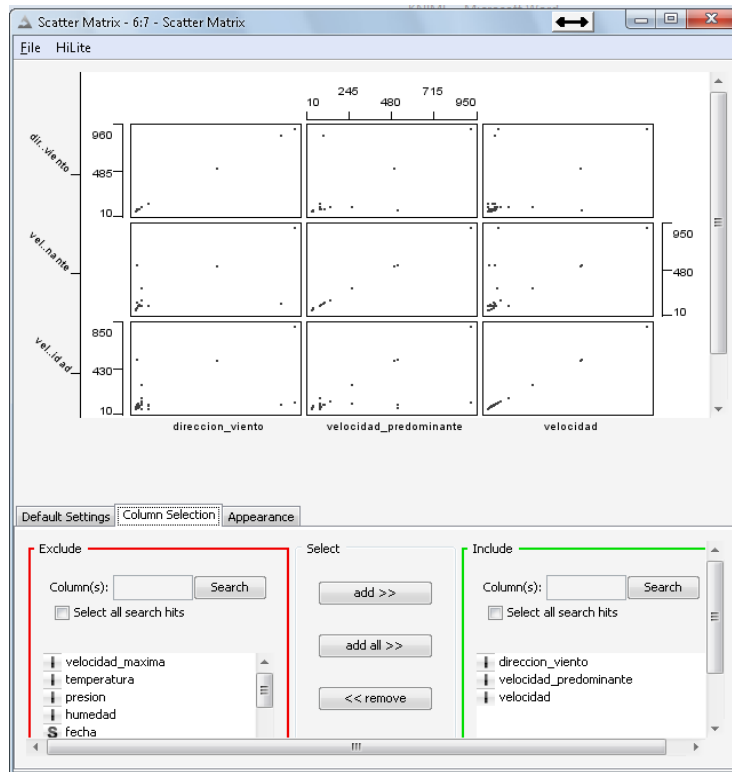 Scatter Matrix - 6:7 - Scatter Matrix
File HiLite
245 715
10 480 950
dir..viento
960
485
10
vel..nante
950
480
10
vel..idad
850
430
10
direccion_viento velocidad_predominante velocidad
Default Settings Column Selection Appearance
Exclude Select Include
Column(s): Search add >> Column(s): Search
Select all search hits Select all search hits
add all >>
velocidad_maxima direccion_viento
temperatura velocidad_predominante
presion << remove velocidad
humedad
S fecha